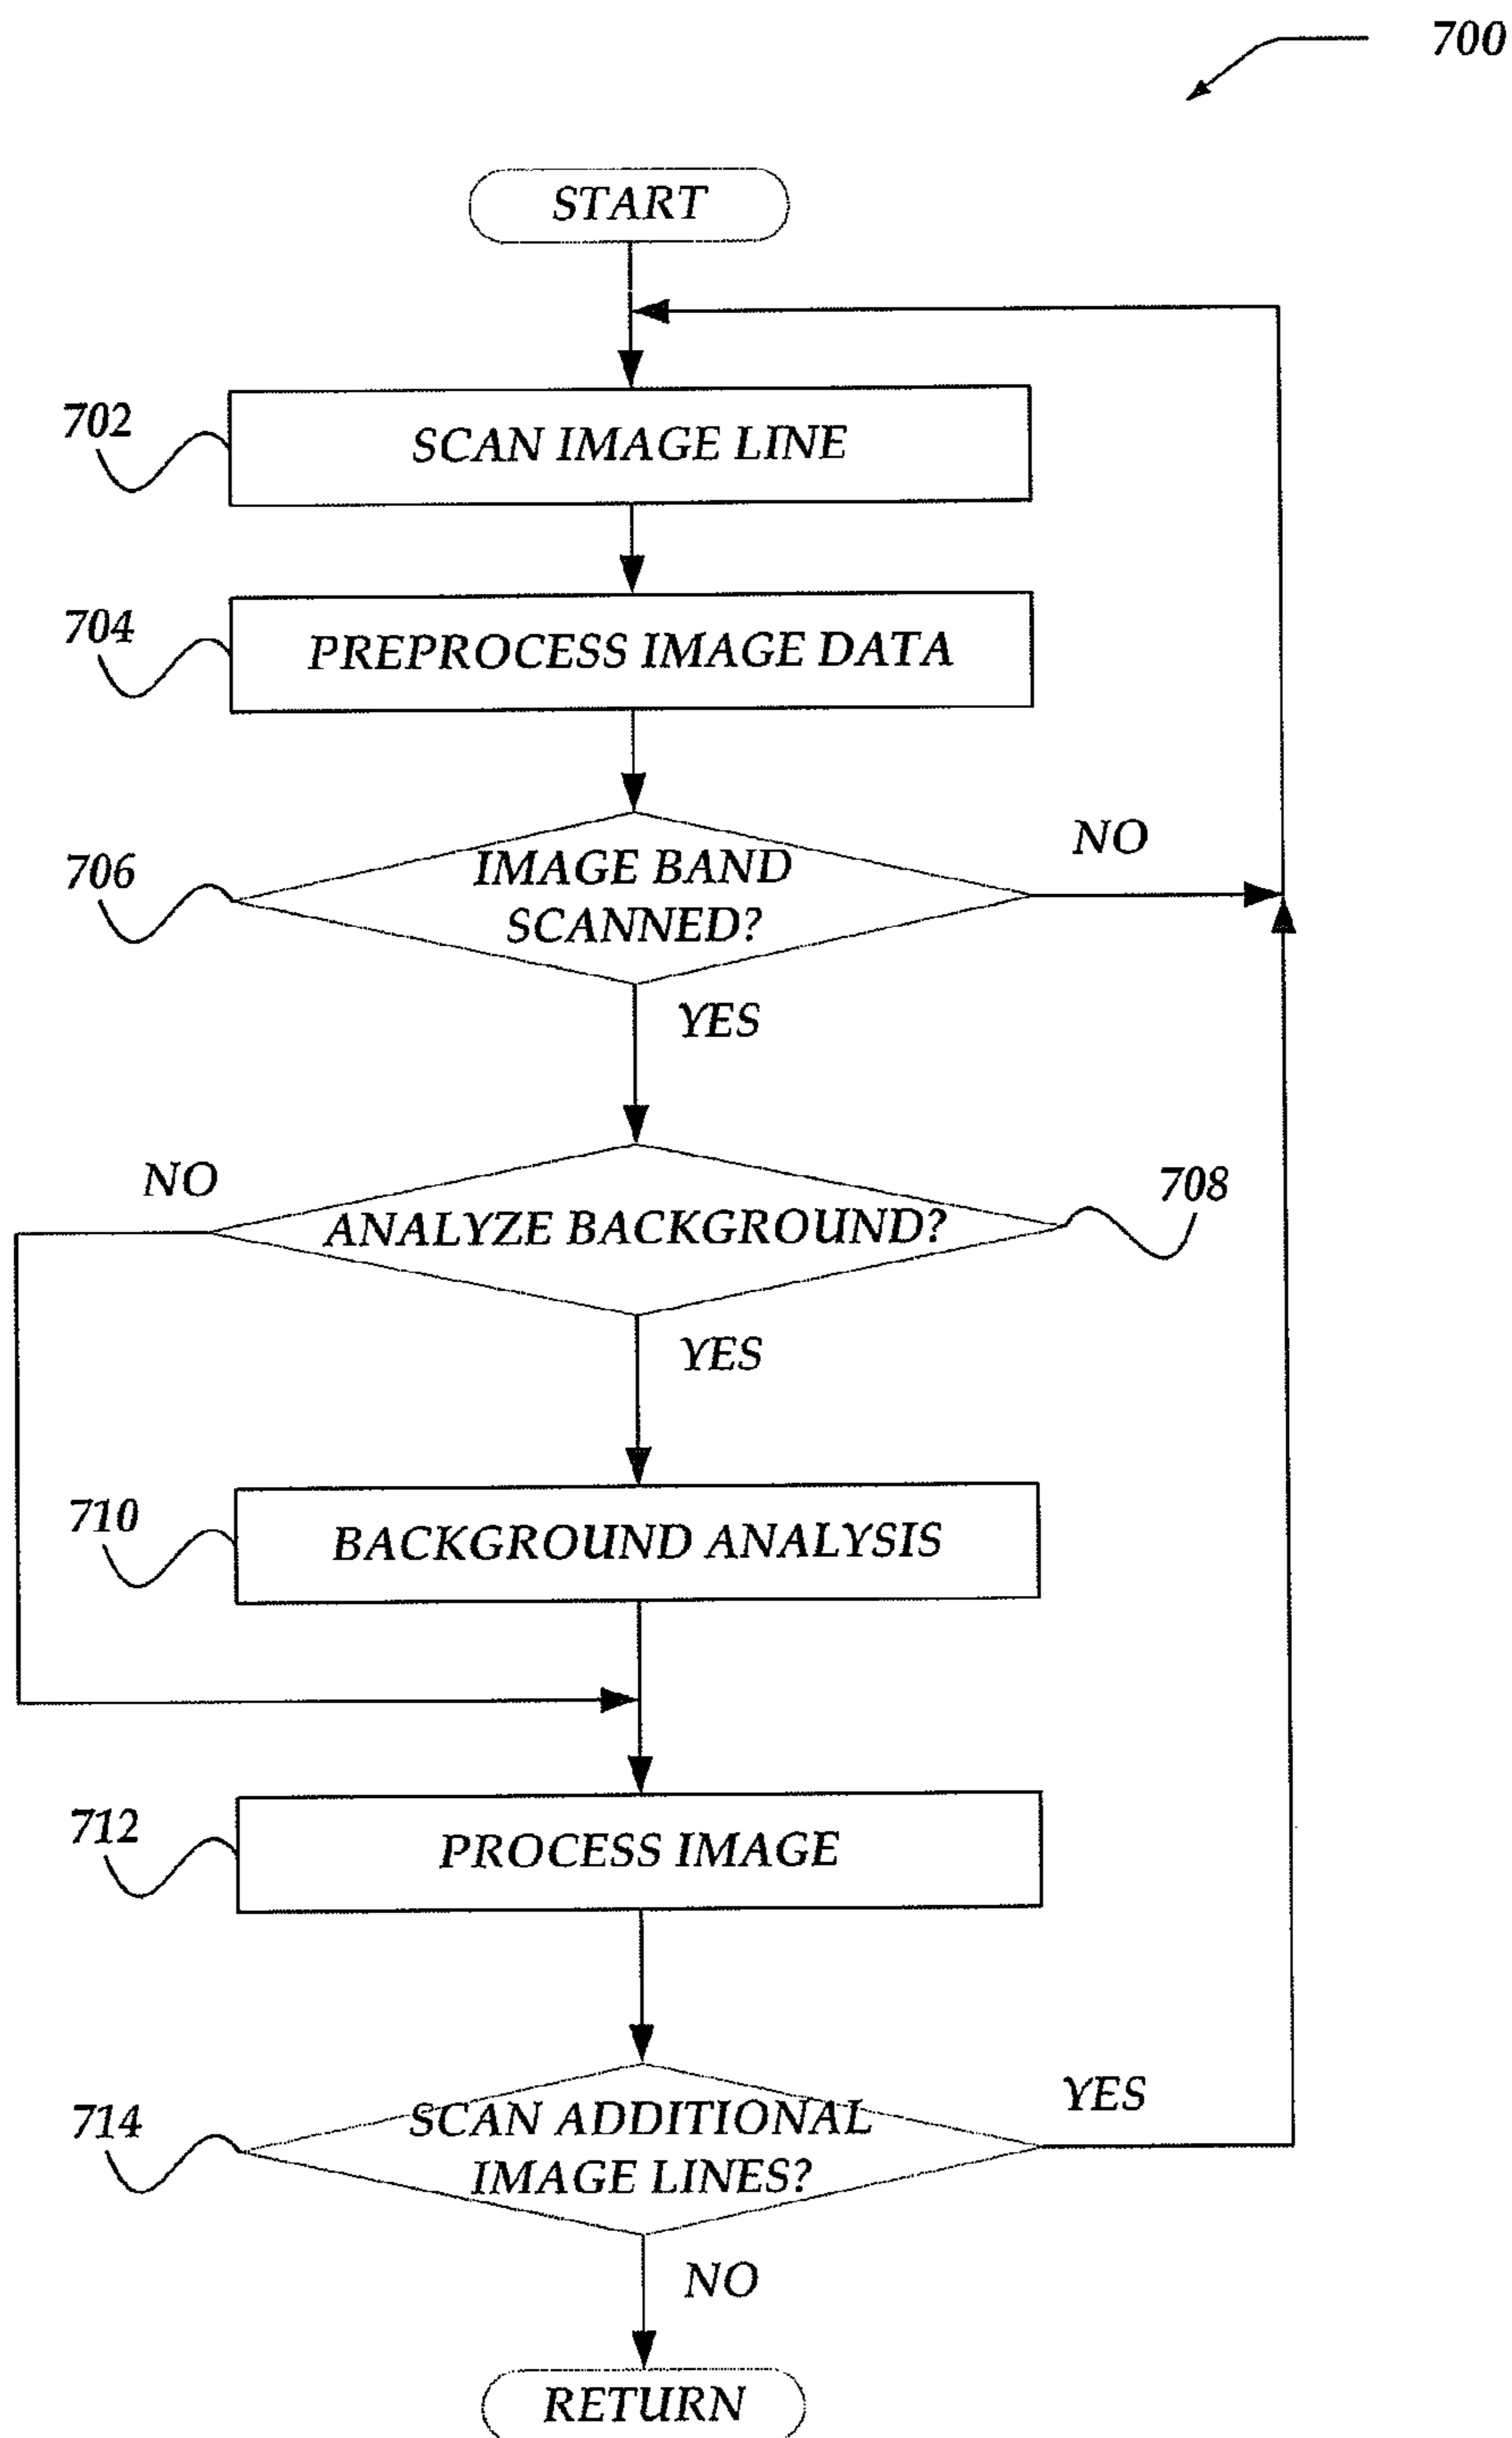 700
START
702
SCAN IMAGE LINE
704
PREPROCESS IMAGE DATA
706
IMAGE BAND
SCANNED?
NO
YES
NO
708
ANALYZE BACKGROUND?
YES
710
BACKGROUND ANALYSIS
712
PROCESS IMAGE
714
SCAN ADDITIONAL
IMAGE LINES?
YES
NO
RETURN